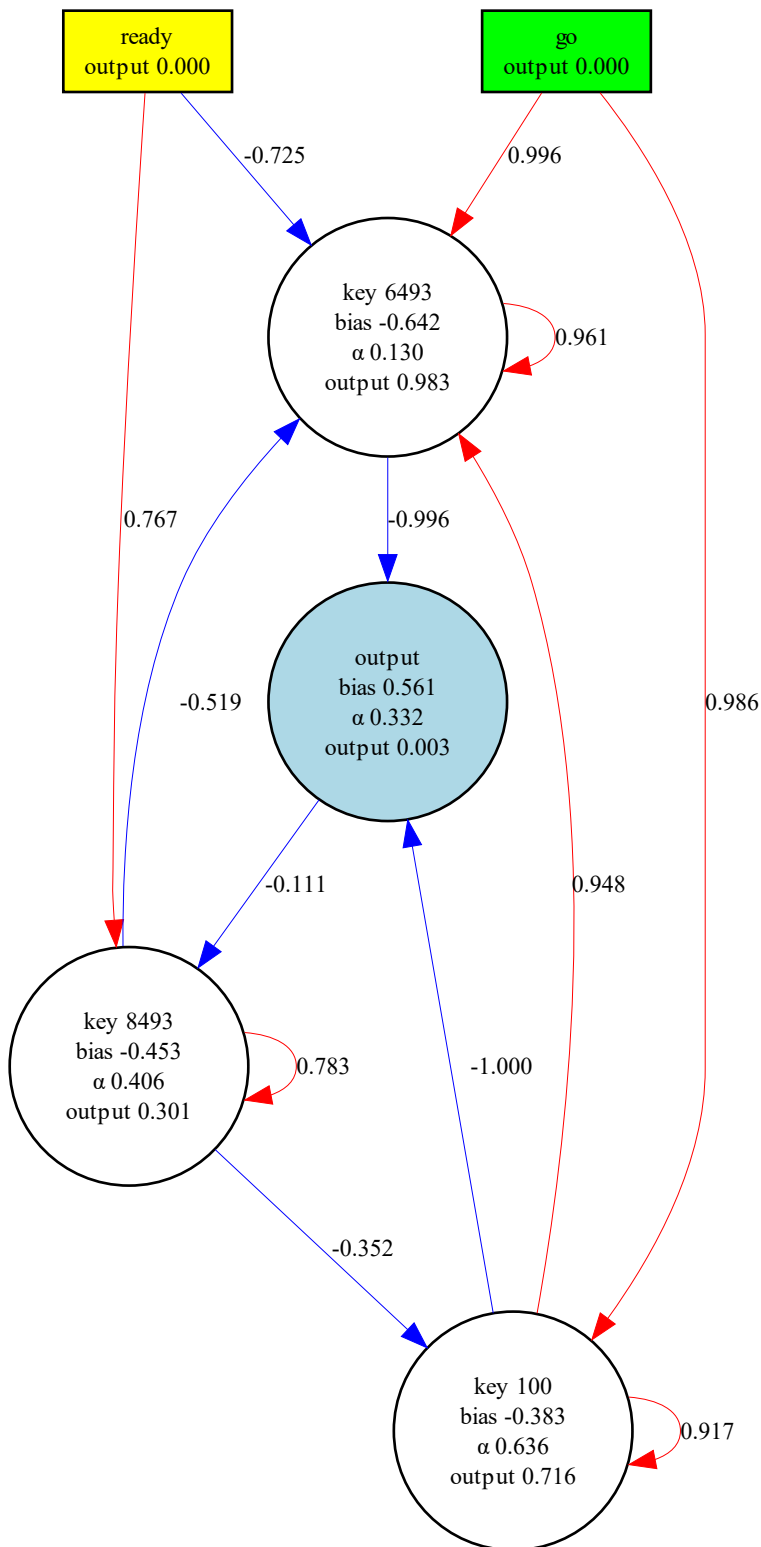 ready
output 0.000
go
output 0.000
-0.725
0.996
key 6493
bias -0.642
α 0.130
output 0.983
0.961
0.767
-0.996
-0.519
output
bias 0.561
α 0.332
output 0.003
0.986
-0.111
0.948
key 8493
bias -0.453
α 0.406
output 0.301
0.783
-1.000
-0.352
key 100
bias -0.383
α 0.636
output 0.716
0.917